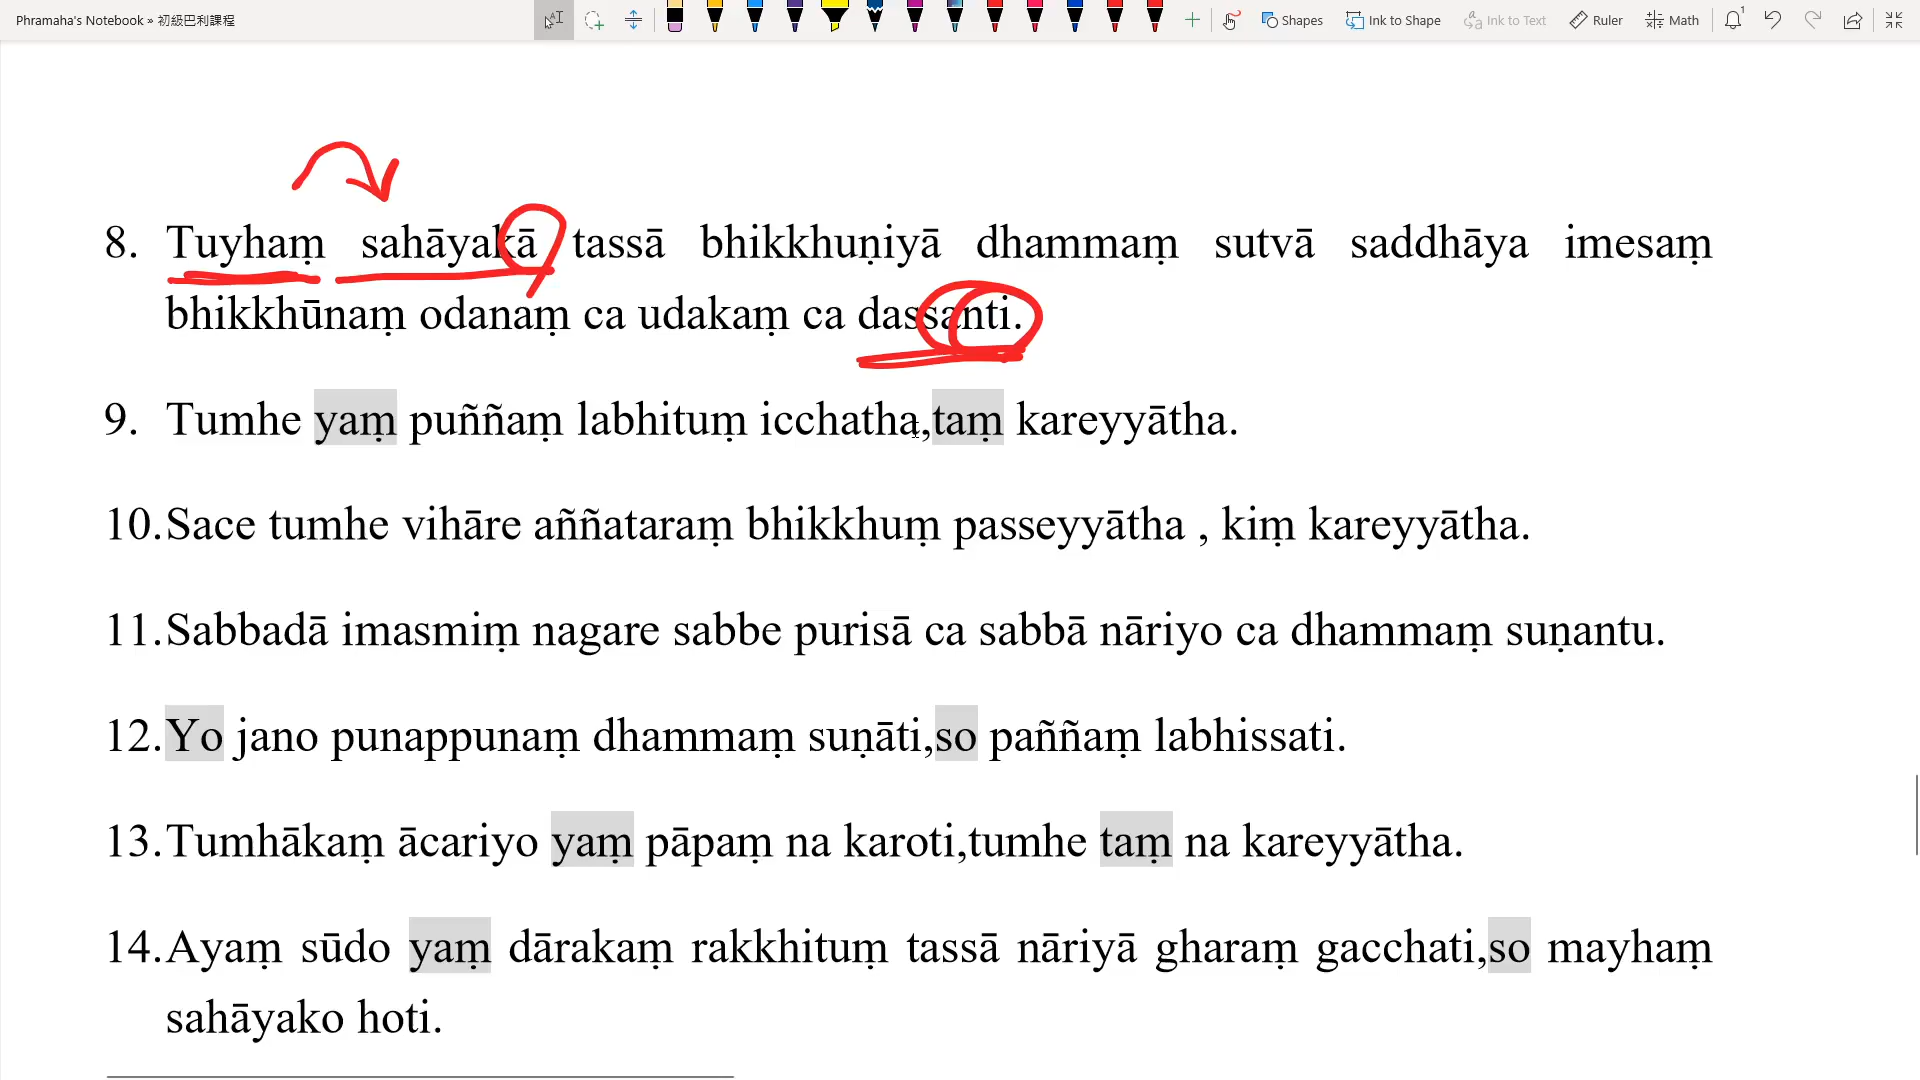 Phramaha's Notebook » 初級巴利課程
Shapes Ink to Shape Ink to Text Ruler Math 1
8. Tuyhaṃ sahāyakā tassā bhikkhuṇiyā dhammaṃ sutvā saddhāya imesaṃ
bhikkhūnaṃ odanaṃ ca udakaṃ ca dassanti.
9. Tumhe yaṃ puññaṃ labhituṃ icchatha,taṃ kareyyātha.
10.Sace tumhe vihāre aññataraṃ bhikkhuṃ passeyyātha , kiṃ kareyyātha.
11.Sabbadā imasmiṃ nagare sabbe purisā ca sabbā nāriyo ca dhammaṃ suṇantu.
12.Yo jano punappunaṃ dhammaṃ suṇāti,so paññaṃ labhissati.
13.Tumhākaṃ ācariyo yaṃ pāpaṃ na karoti,tumhe taṃ na kareyyātha.
14.Ayaṃ sūdo yaṃ dārakaṃ rakkhituṃ tassā nāriyā gharaṃ gacchati,so mayhaṃ
sahāyako hoti.